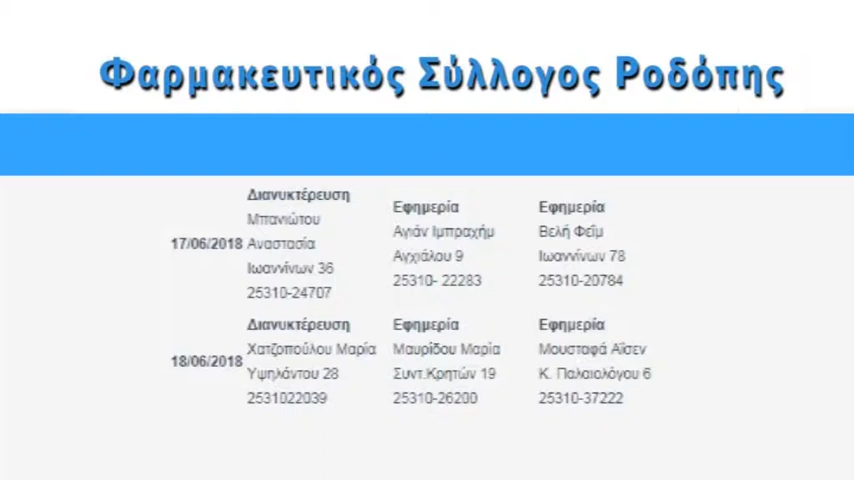 Φαρμακευτικός Σύλλογος Ροδόπης
17/06/2018
Διανυκτέρευση
Μπανιώτου
Αναστασία
Ιωαννίνων 36
25310-24707
Εφημερία
Αγιάν Ιμπραχήμ
Αγχιάλου 9
25310- 22283
Εφημερία
Βελή Φεΐμ
Ιωαννίνων 78
25310-20784
18/06/2018
Διανυκτέρευση
Χατζοπούλου Μαρία
Υψηλάντου 28
2531022039
Εφημερία
Μαυρίδου Μαρία
Συντ.Κρητών 19
25310-26200
Εφημερία
Μουσταφά Αϊσεν
Κ. Παλαιολόγου 6
25310-37222